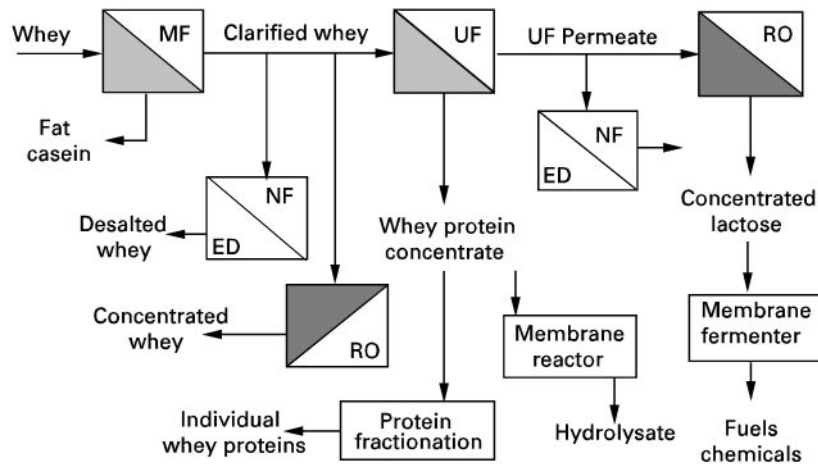 Whey
MF
Clarified whey
UF
UF Permeate
RO
Fat
casein
NF
ED
Desalted
whey
NF
ED
Whey protein
concentrate
Concentrated
lactose
Concentrated
whey
RO
Membrane
reactor
Membrane
fermenter
Individual
whey proteins
Protein
fractionation
Hydrolysate
Fuels
chemicals